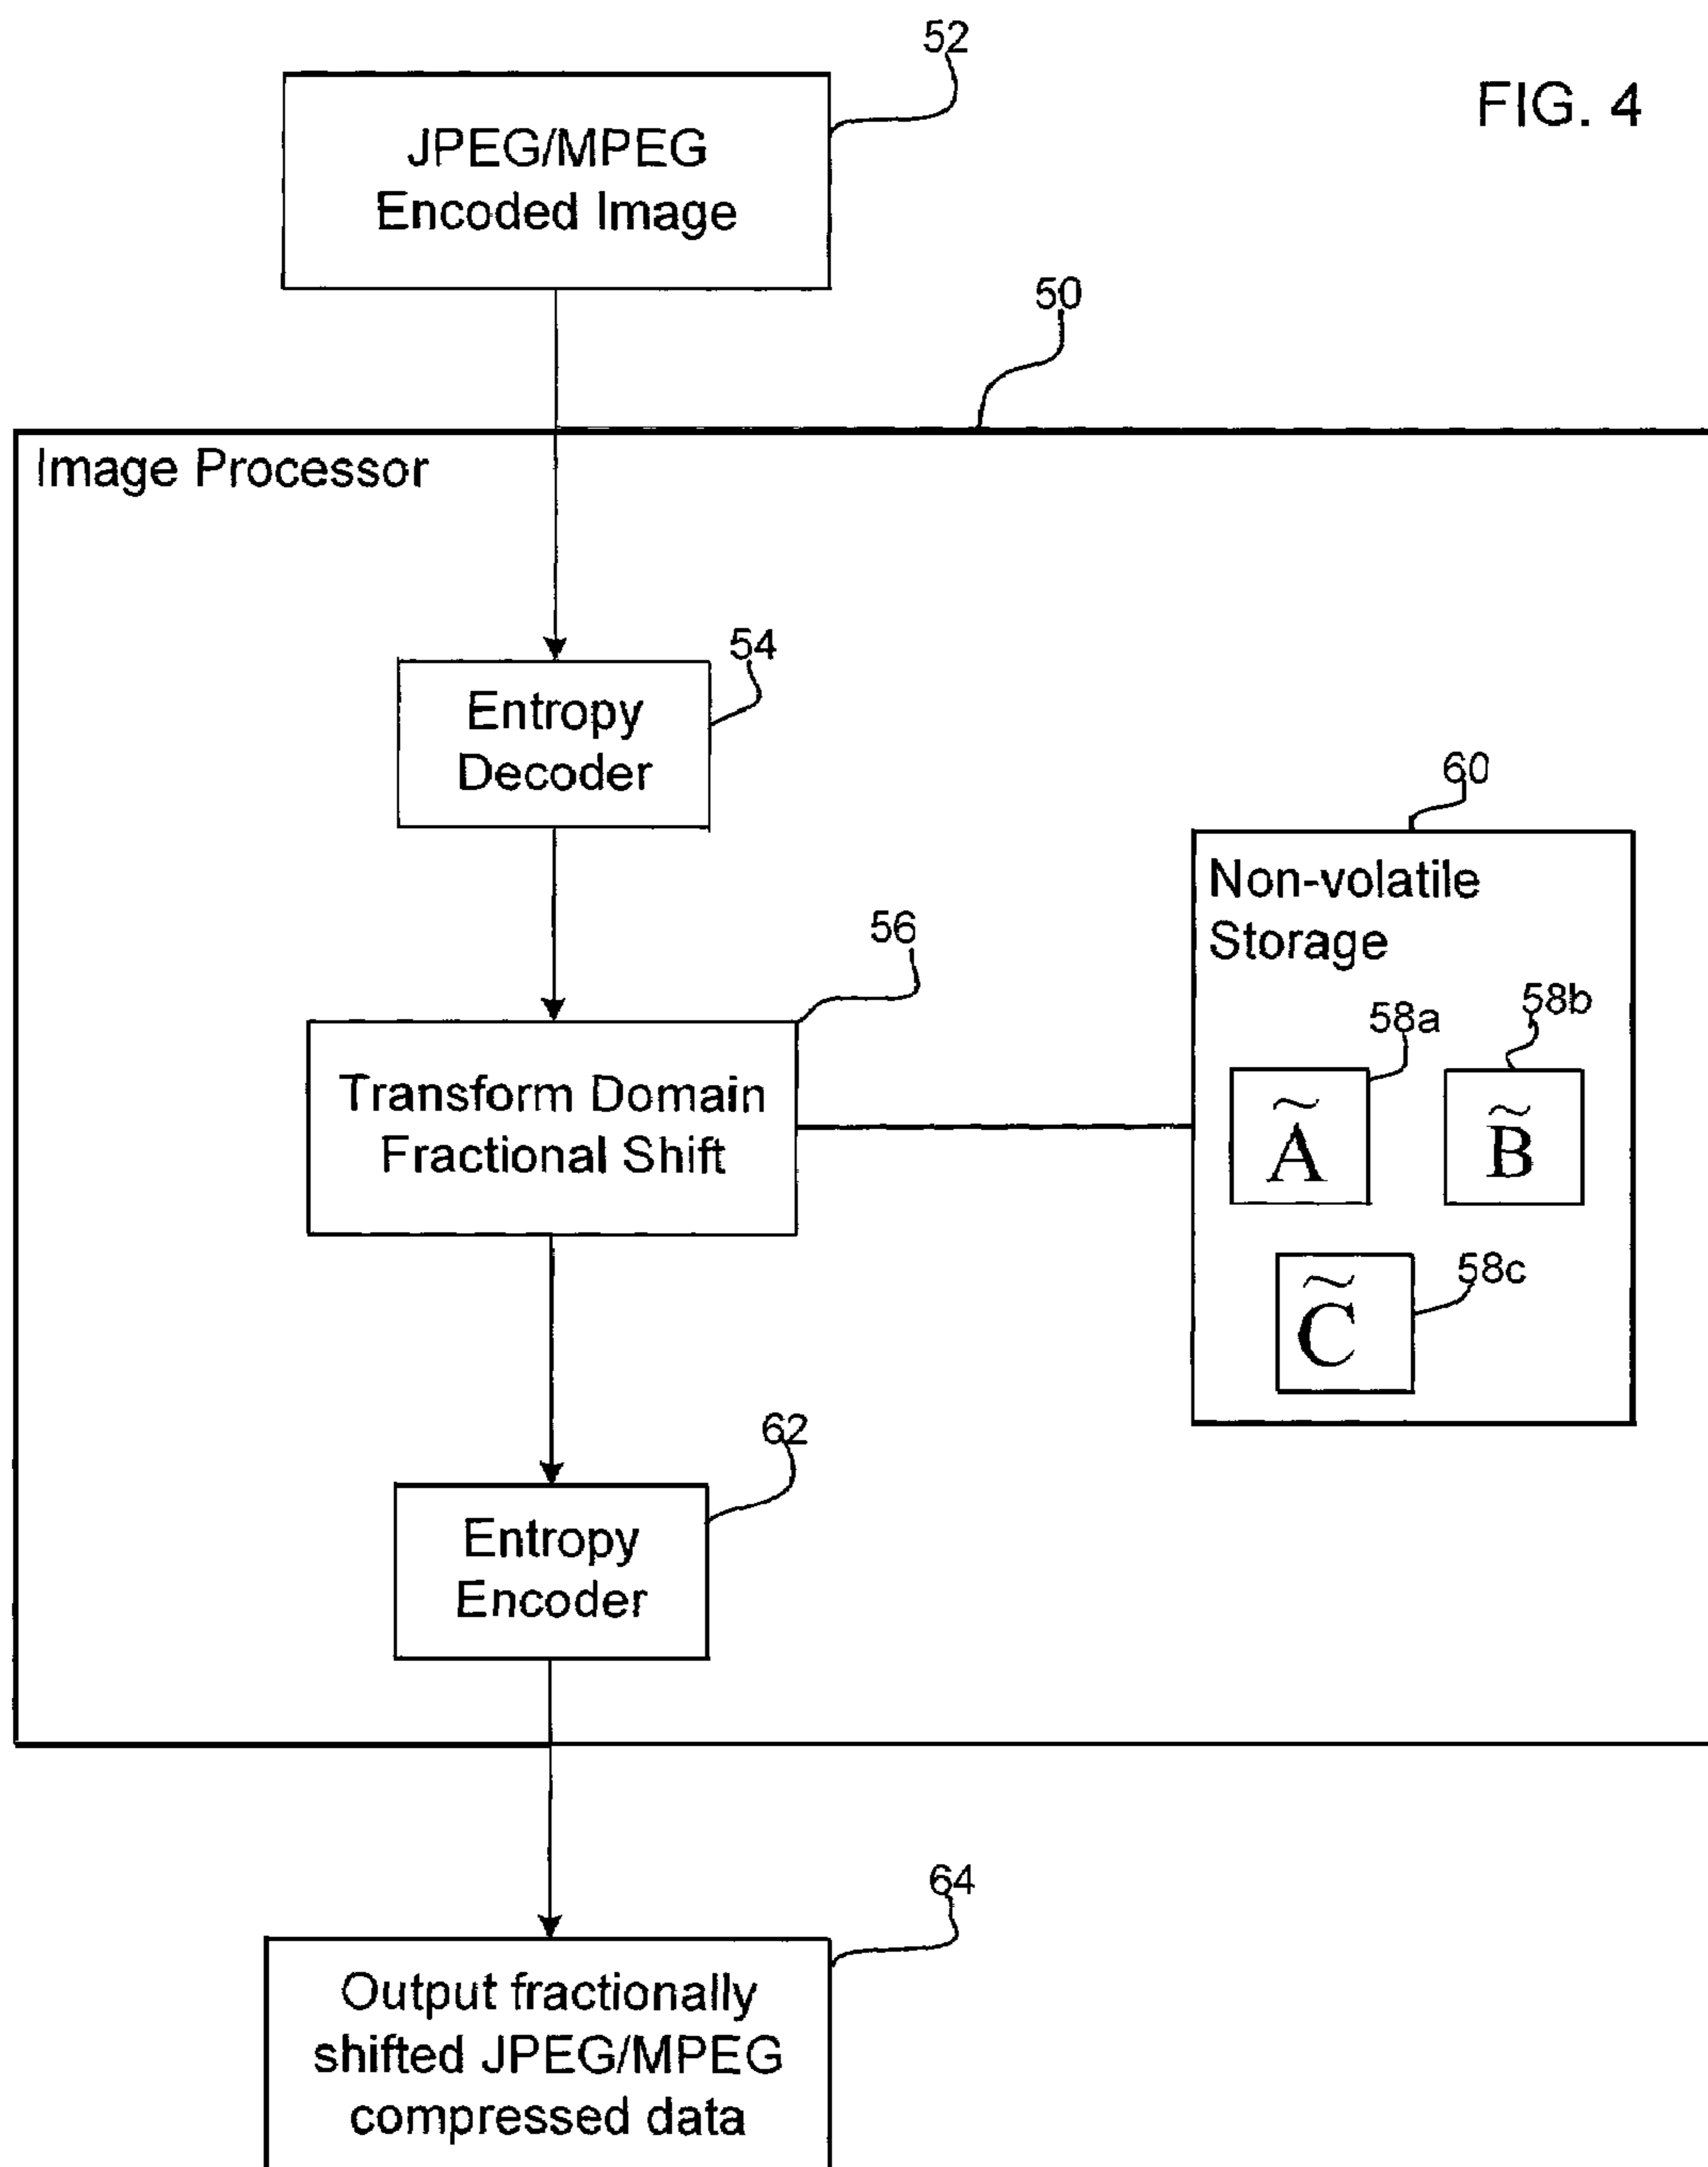 52
FIG. 4
JPEG/MPEG
Encoded Image
50
Image Processor
54
Entropy
Decoder
60
Non-volatile
Storage
56
58a
58b
Transform Domain
Fractional Shift
Ã
B̃
58c
C̃
62
Entropy
Encoder
64
Output fractionally
shifted JPEG/MPEG
compressed data